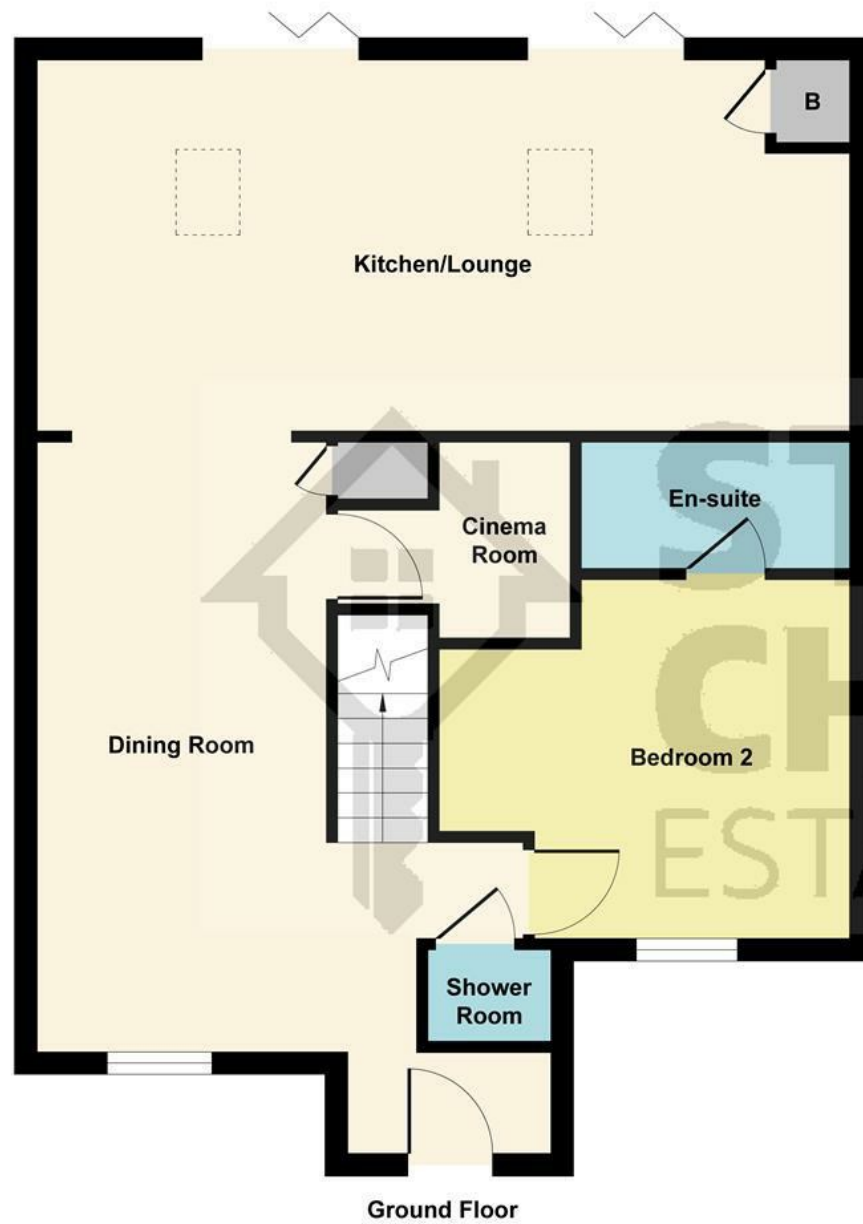 B
Kitchen/Lounge
En-suite
Cinema
Room
Dining Room
Bedroom 2
Shower
Room
Ground Floor